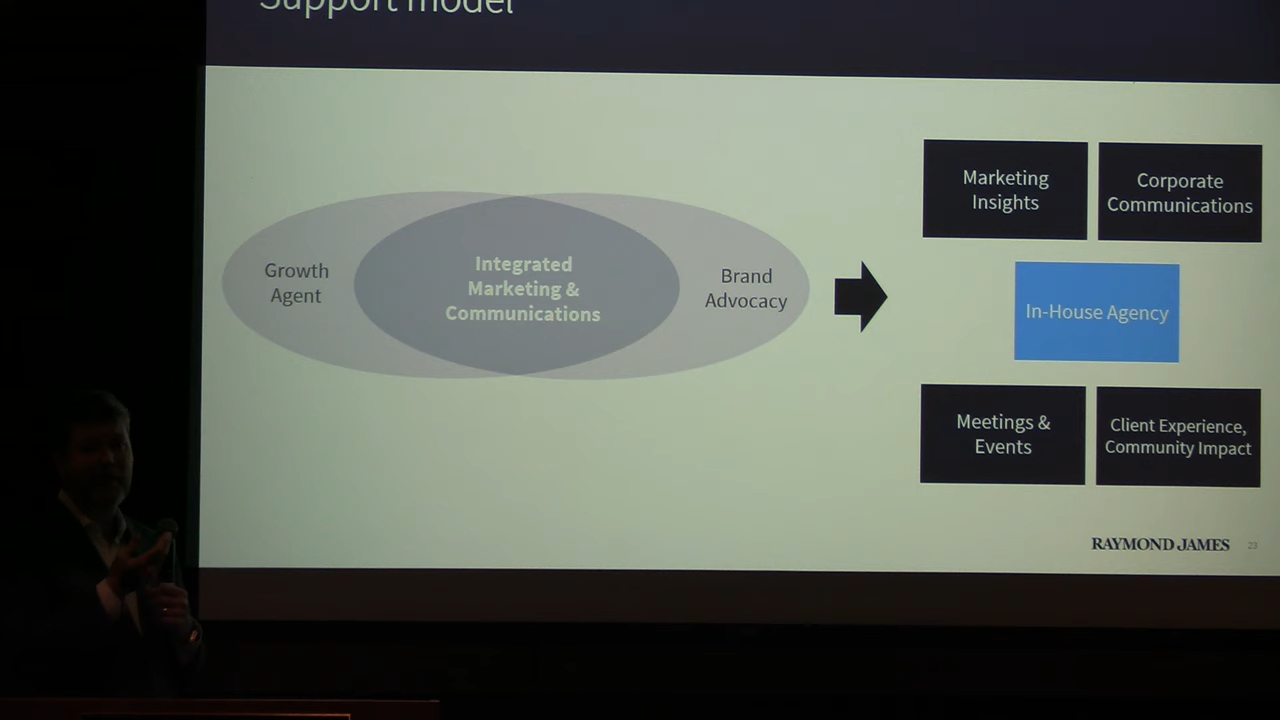 Support model
Growth
Agent
Integrated
Marketing &
Communications
Brand
Advocacy
Marketing
Insights
Corporate
Communications
In-House Agency
Meetings &
Events
Client Experience,
Community Impact
RAYMOND JAMES
23